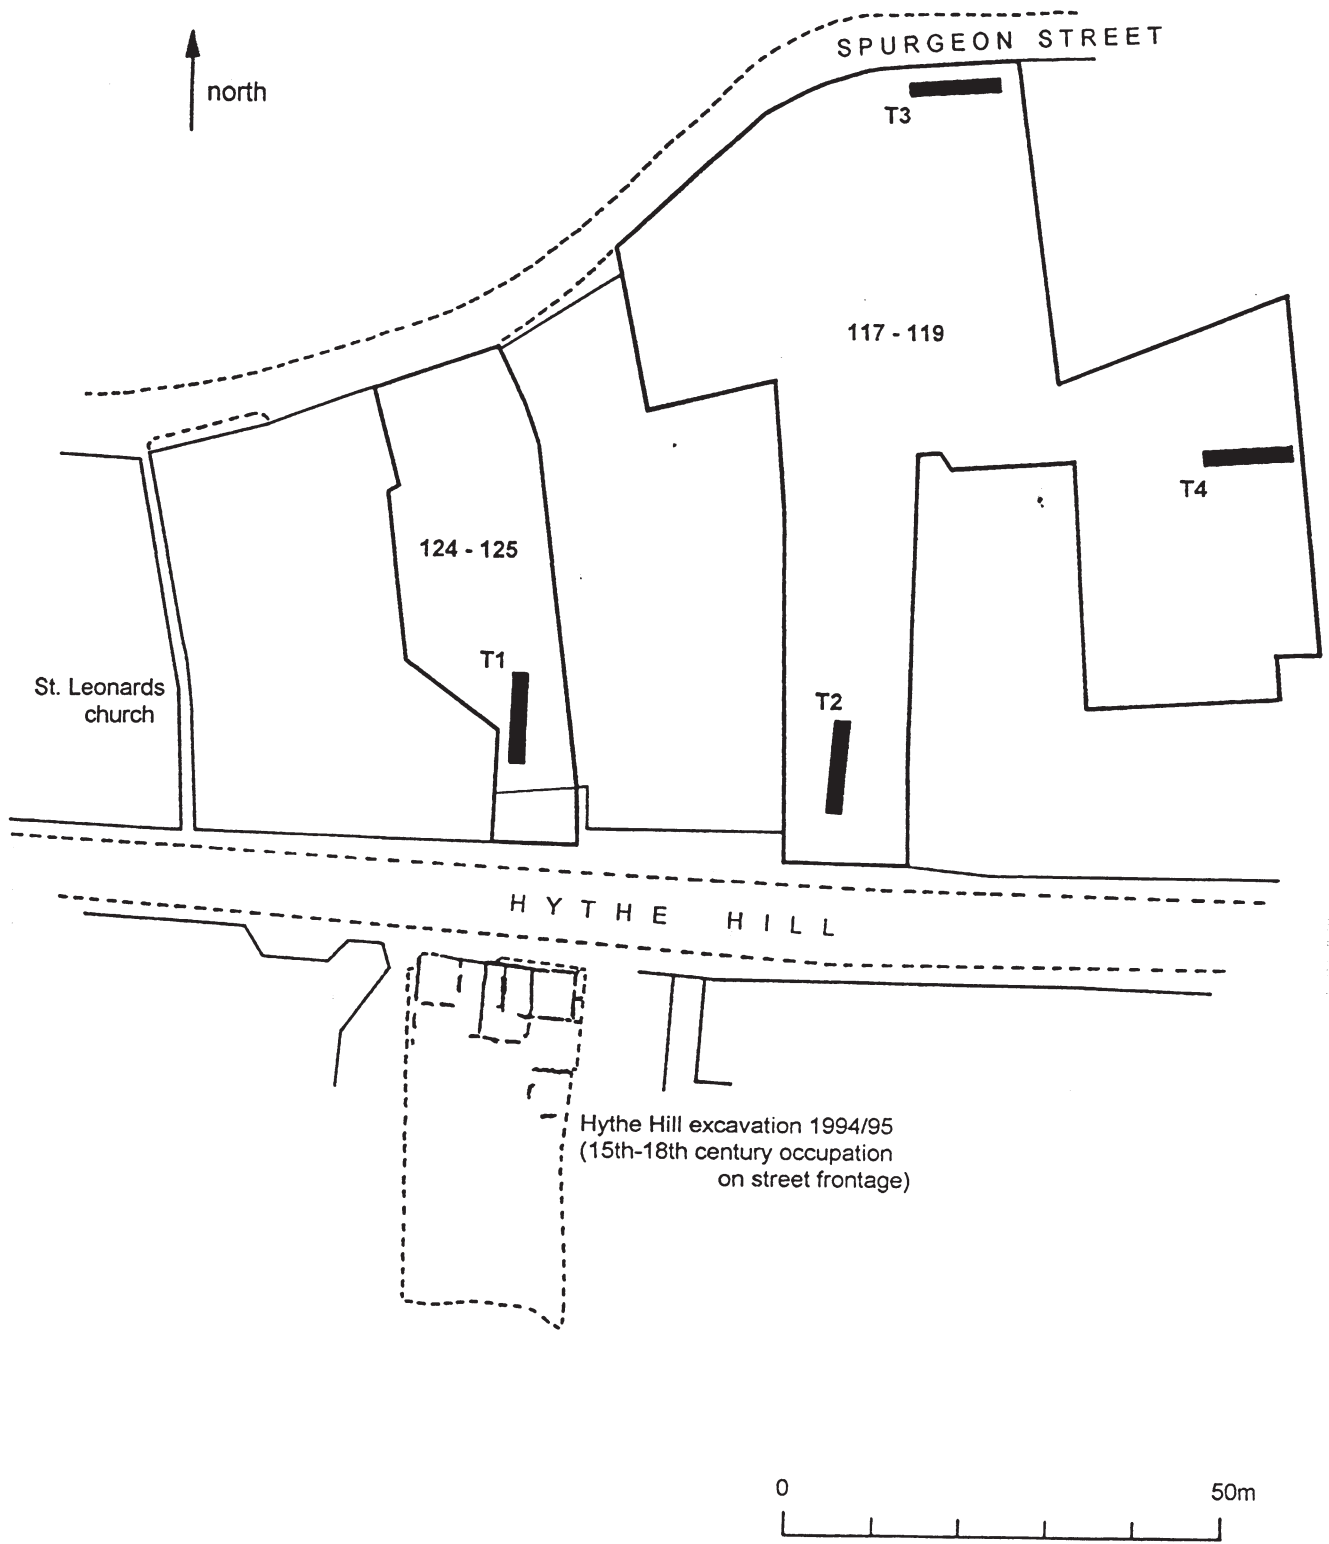 SPURGEON STREET
north
T3
117 - 119
T4
124 - 125
T1
St. Leonards
church
T2
HYTHE HILL
Hythe Hill excavation 1994/95
(15th-18th century occupation
on street frontage)
0
50m